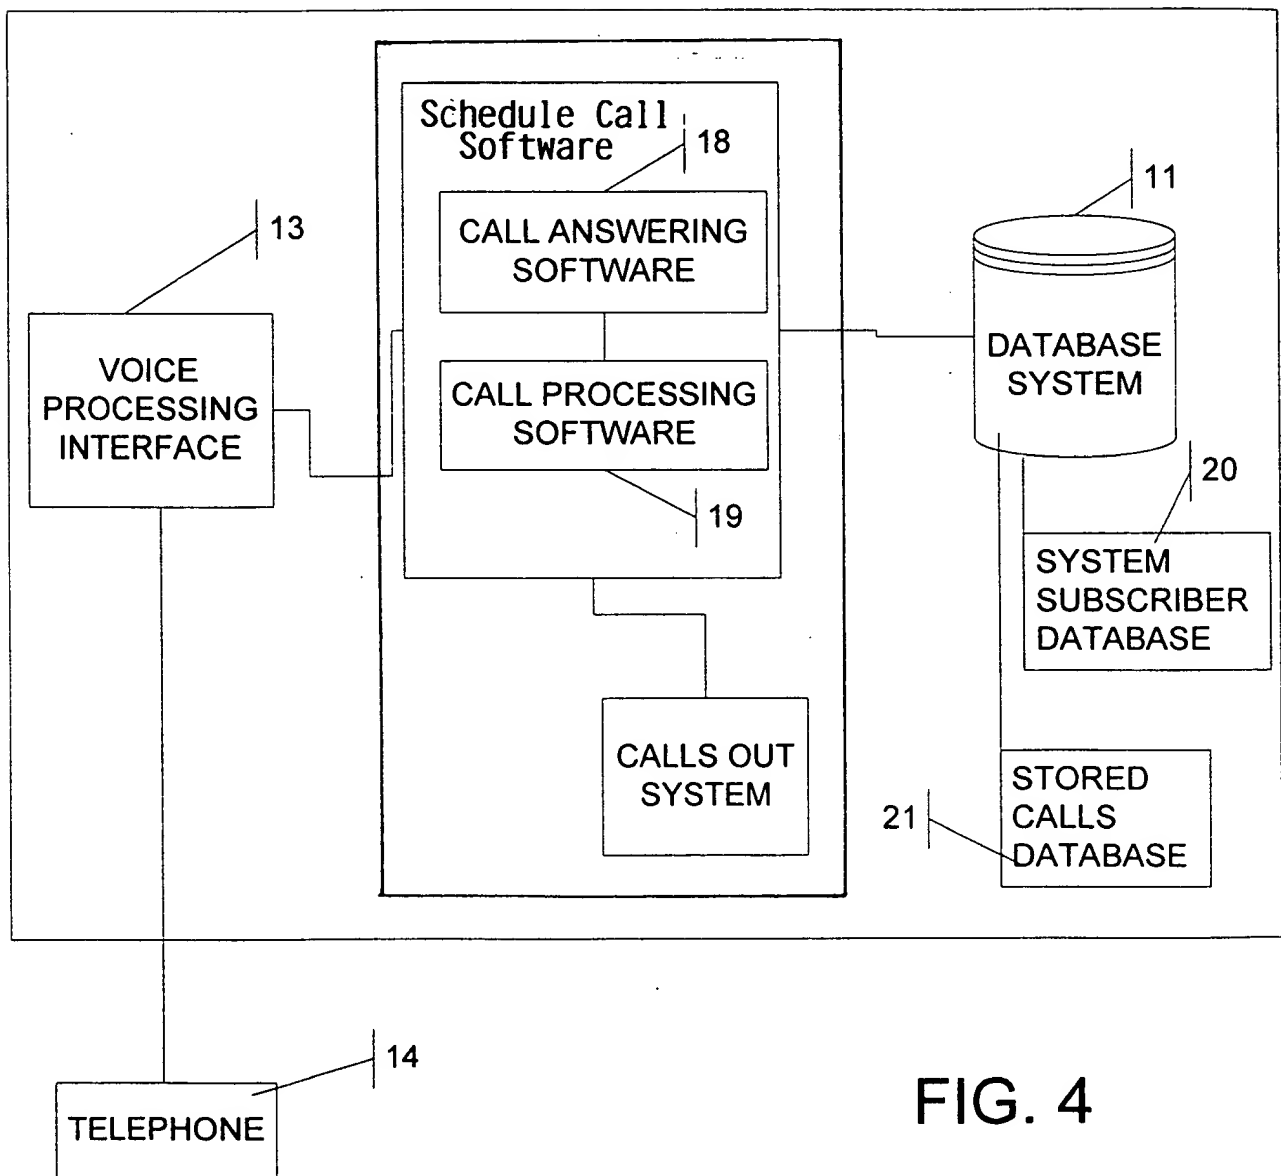 Schedule Call
Software
18
CALL ANSWERING
SOFTWARE
11
13
VOICE
PROCESSING
INTERFACE
DATABASE
SYSTEM
CALL PROCESSING
SOFTWARE
19
20
SYSTEM
SUBSCRIBER
DATABASE
CALLS OUT
SYSTEM
21
STORED
CALLS
DATABASE
14
TELEPHONE
FIG. 4